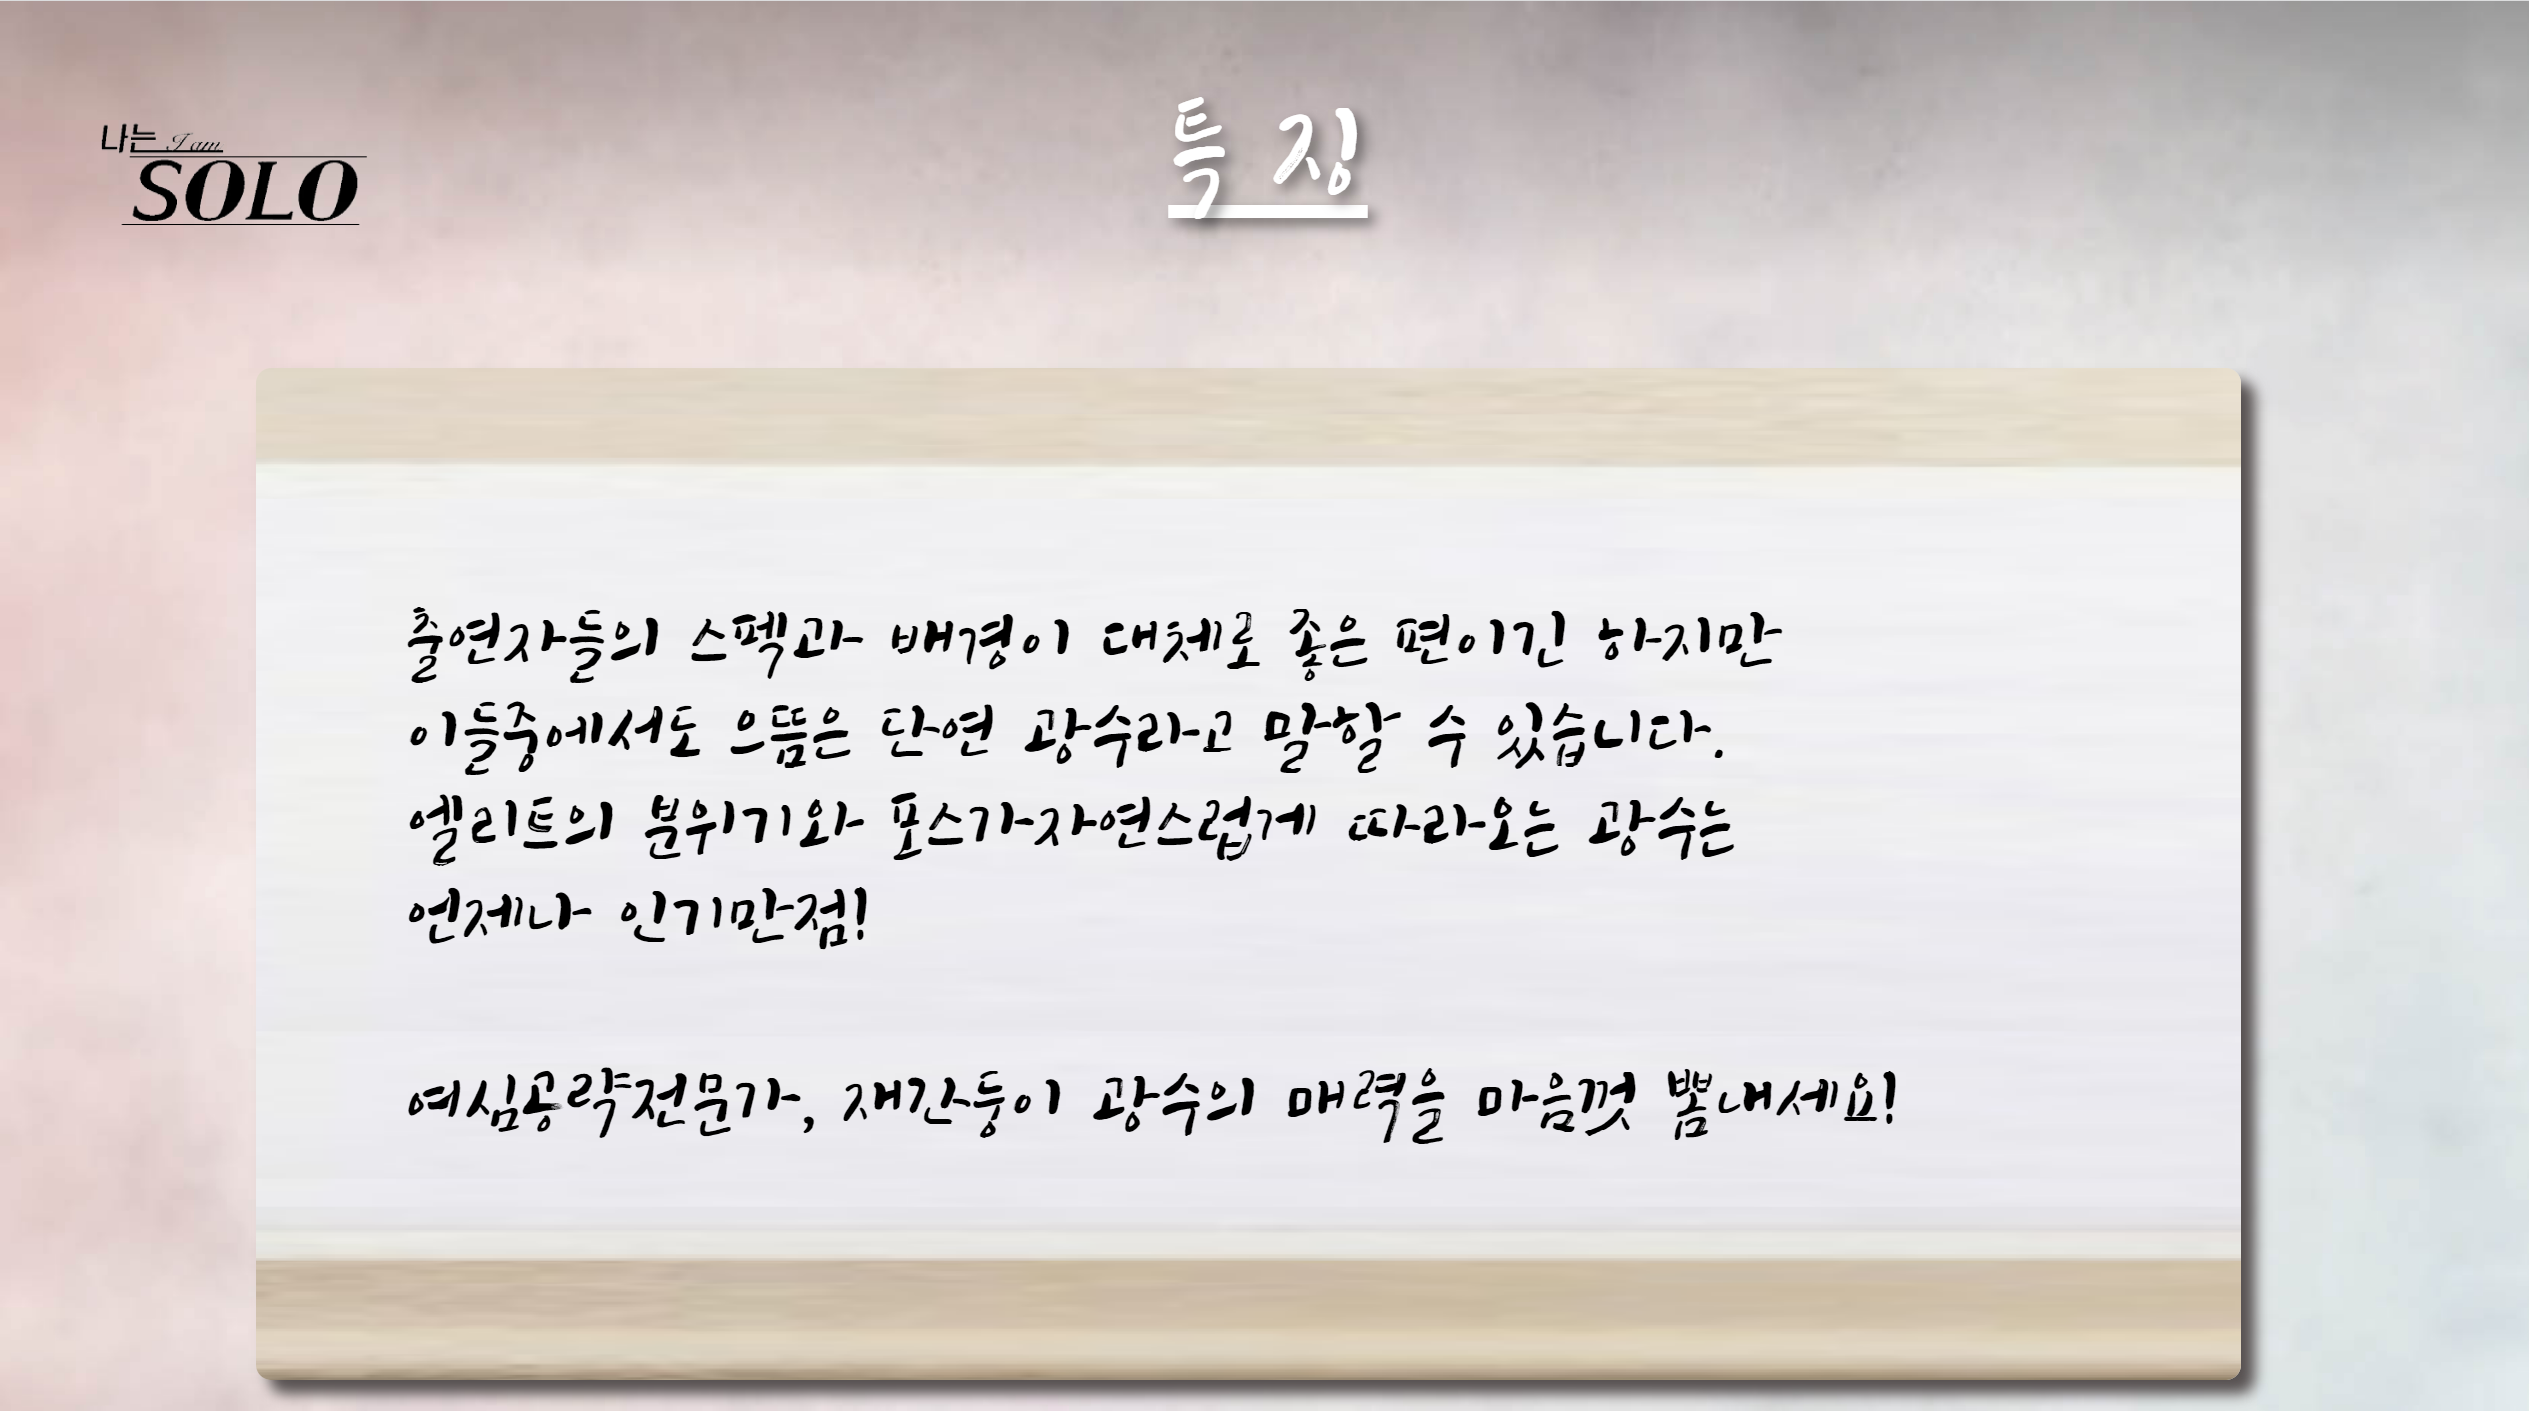 나는 I am
SOLO
특징
출연자들의 스펙과 배경이 대체로 좋은 편이긴 하지만
이들중에서도 으뜸은 단연 광수라고 말할 수 있습니다.
엘리트의 분위기와 포스가자연스럽게 따라오는 광수는
언제나 인기만점!
여심공략전문가, 재간둥이 광수의 매력을 마음껏 뽐내세요!